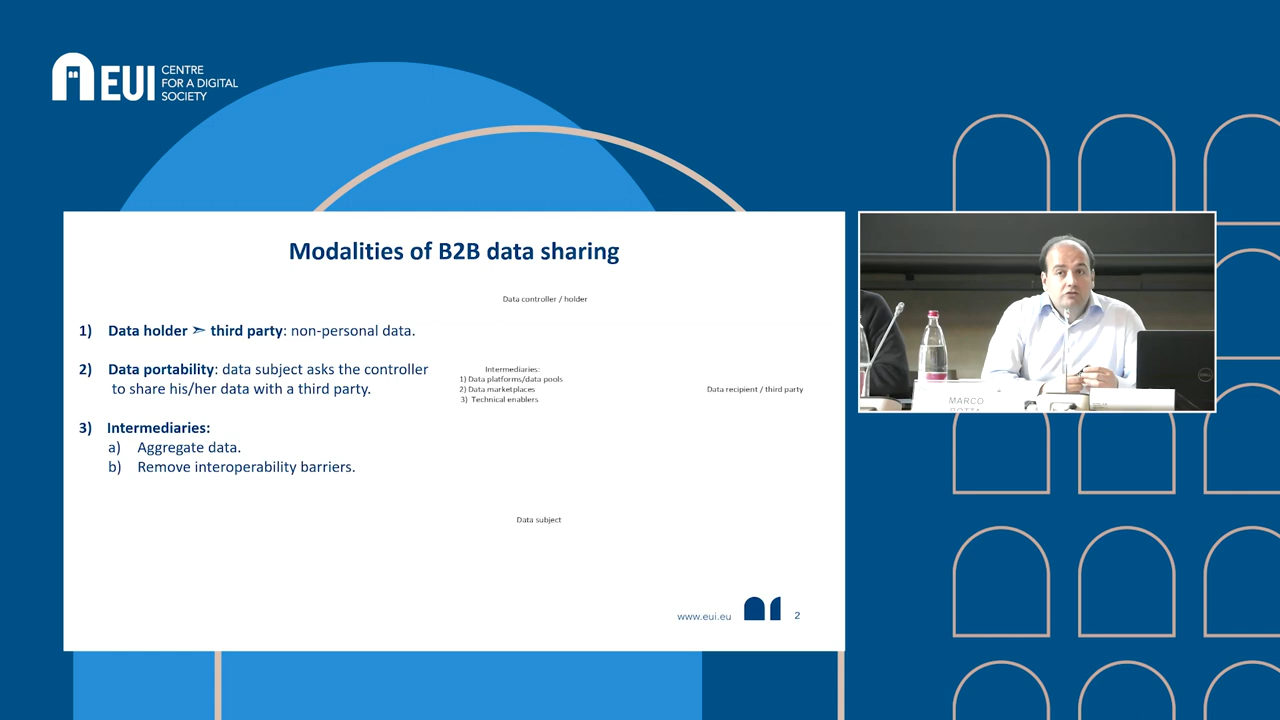 EUI
CENTRE
FOR A DIGITAL
SOCIETY
Modalities of B2B data sharing
1) Data holder ➣ third party: non-personal data.
2) Data portability: data subject asks the controller
to share his/her data with a third party.
3) Intermediaries:
a) Aggregate data.
b) Remove interoperability barriers.
Data controller / holder
Intermediaries:
1) Data platforms/data pools
2) Data marketplaces
3) Technical enablers
Data recipient / third party
Data subject
www.eui.eu
2
MARCO